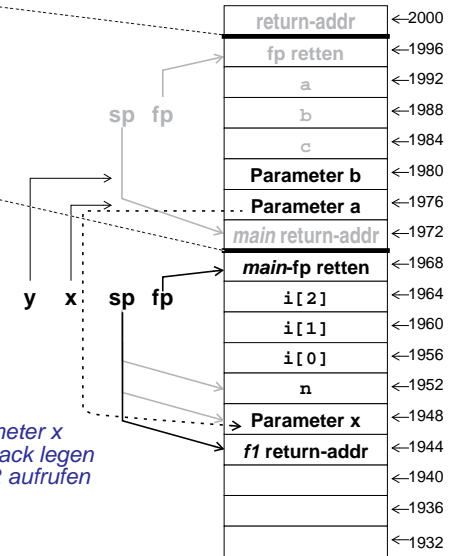 return-addr ←2000
fp retten ←1996
a ←1992
sp fp b ←1988
c ←1984
Parameter b ←1980
Parameter a ←1976
main return-addr ←1972
main-fp retten ←1968
y x sp fp i[2] ←1964
i[1] ←1960
i[0] ←1956
n ←1952
Parameter x ←1948
f1 return-addr ←1944
←1940
←1936
←1932
meter x
ack legen
aufrufen